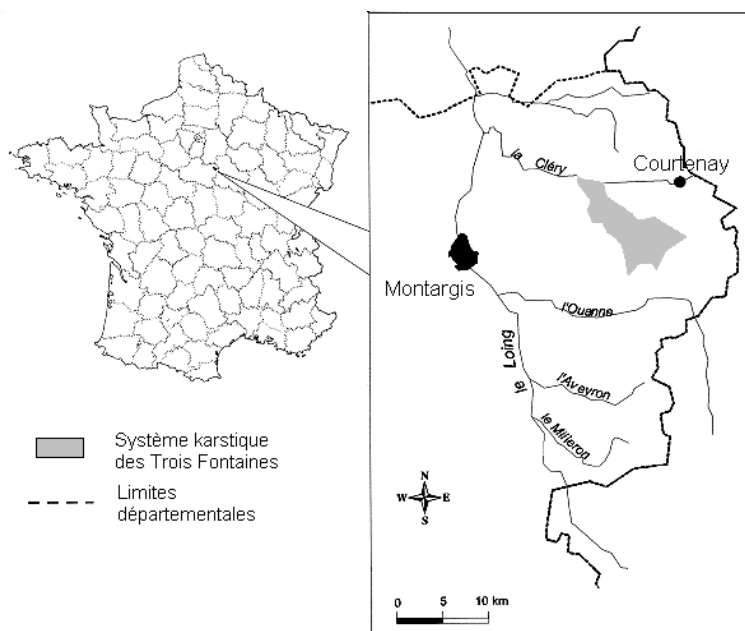 la Cléry
Courtenay
Montargis
l'Ouanne
le Loing
l'Aveyron
le Milleron
Système karstique
des Trois Fontaines
Limites
départementales
N
W E
S
0 5 10 km